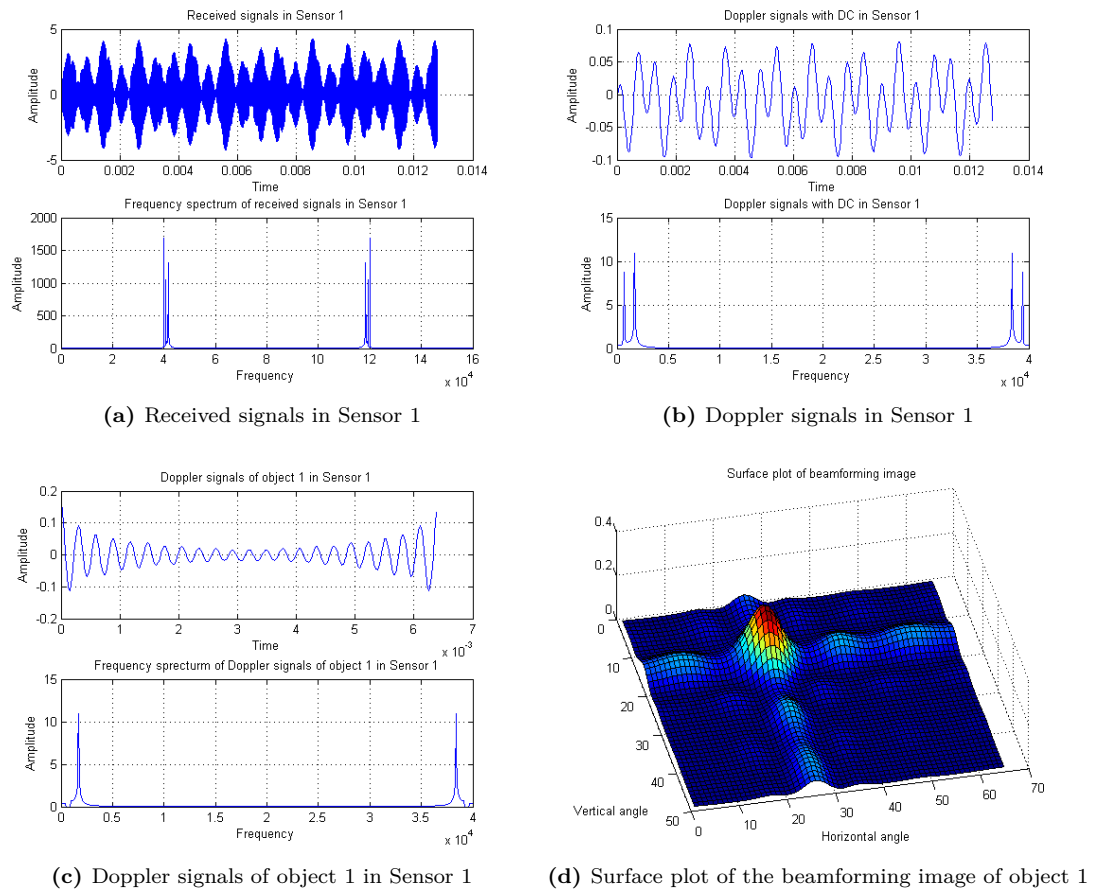 Received signals in Sensor 1
5
0
-5
Amplitude
0 0.002 0.004 0.006 0.008 0.01 0.012 0.014
Time
Frequency spectrum of received signals in Sensor 1
2000
1500
1000
500
0
Amplitude
0 2 4 6 8 10 12 14 16
Frequency
x 10^4
(a) Received signals in Sensor 1
Doppler signals with DC in Sensor 1
0.1
0.05
0
-0.05
-0.1
Amplitude
0 0.002 0.004 0.006 0.008 0.01 0.012 0.014
Time
Doppler signals with DC in Sensor 1
15
10
5
0
Amplitude
0 0.5 1 1.5 2 2.5 3 3.5 4
Frequency
x 10^4
(b) Doppler signals in Sensor 1
Doppler signals of object 1 in Sensor 1
0.2
0.1
0
-0.1
-0.2
Amplitude
0 1 2 3 4 5 6 7
Time
x 10^-3
Frequency sprecturm of Doppler signals of object 1 in Sensor 1
15
10
5
0
Amplitude
0 0.5 1 1.5 2 2.5 3 3.5 4
Frequency
x 10^4
(c) Doppler signals of object 1 in Sensor 1
Surface plot of beamforming image
0.4
0.2
0
0
10
20
30
40
50
Vertical angle
0 10 20 30 40 50 60 70
Horizontal angle
(d) Surface plot of the beamforming image of object 1